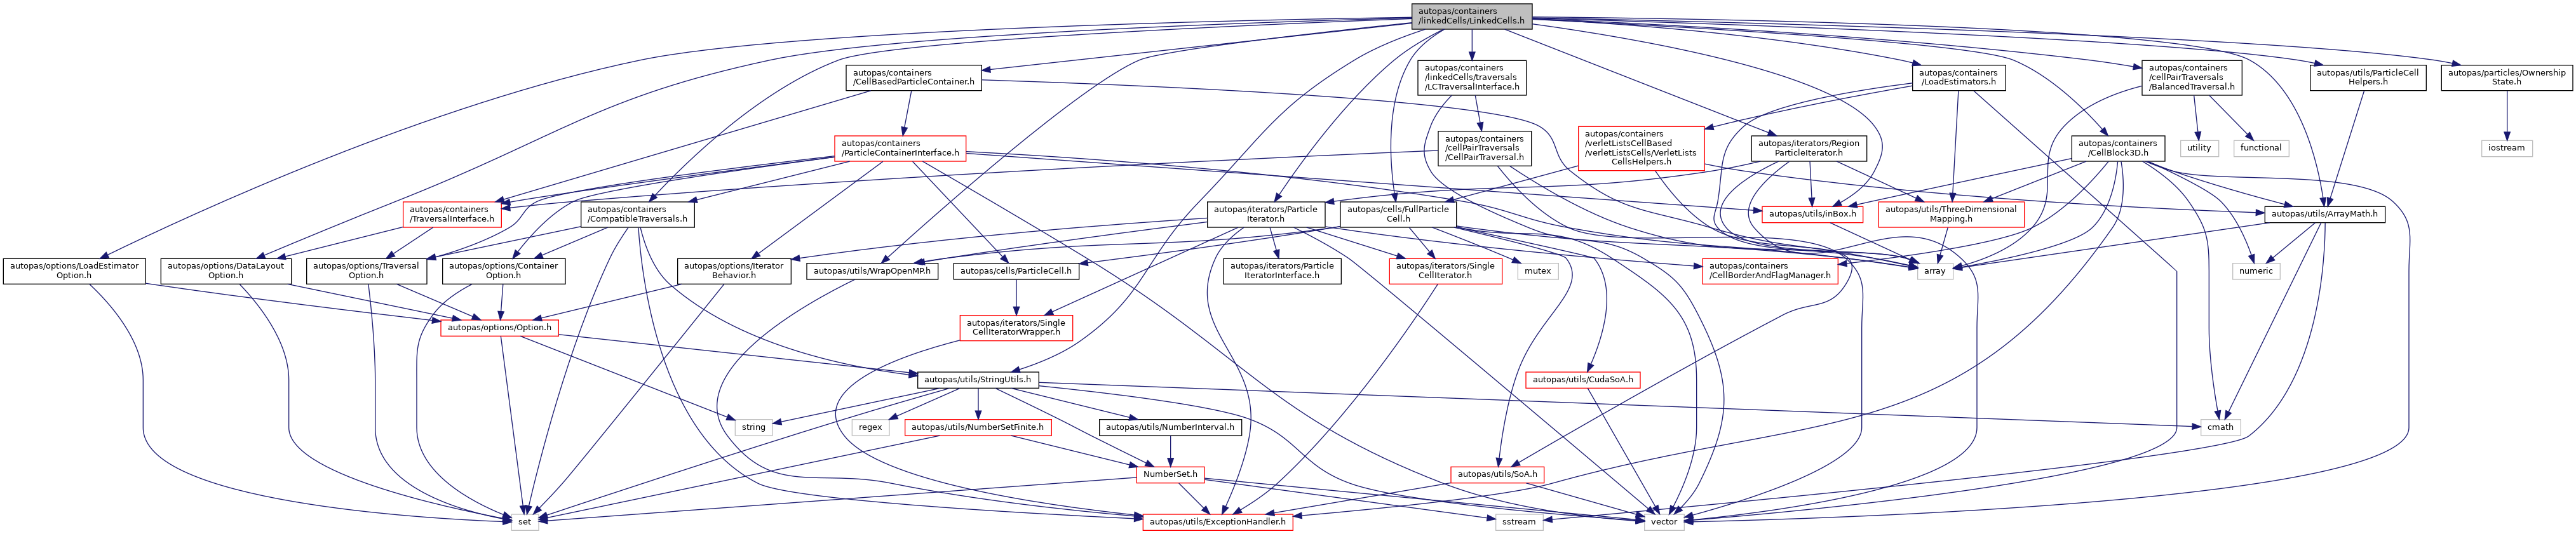 autopas/containers
/linkedCells/LinkedCells.h
autopas/containers
/CellBasedParticleContainer.h
autopas/containers
/linkedCells/traversals
/LCTraversalInterface.h
autopas/containers
/LoadEstimators.h
autopas/containers
/cellPairTraversals
/BalancedTraversal.h
autopas/utils/ParticleCell
Helpers.h
autopas/particles/Ownership
State.h
autopas/containers
/ParticleContainerInterface.h
autopas/containers
/cellPairTraversals
/CellPairTraversal.h
autopas/containers
/verletListsCellBased
/verletListsCells/VerletLists
CellsHelpers.h
autopas/iterators/Region
ParticleIterator.h
autopas/containers
/CellBlock3D.h
utility
functional
iostream
autopas/containers
/TraversalInterface.h
autopas/containers
/CompatibleTraversals.h
autopas/iterators/Particle
Iterator.h
autopas/cells/FullParticle
Cell.h
autopas/utils/inBox.h
autopas/utils/ThreeDimensional
Mapping.h
autopas/utils/ArrayMath.h
autopas/options/LoadEstimator
Option.h
autopas/options/DataLayout
Option.h
autopas/options/Traversal
Option.h
autopas/options/Container
Option.h
autopas/options/Iterator
Behavior.h
autopas/utils/WrapOpenMP.h
autopas/cells/ParticleCell.h
autopas/iterators/Particle
IteratorInterface.h
autopas/iterators/Single
CellIterator.h
mutex
autopas/containers
/CellBorderAndFlagManager.h
array
numeric
autopas/options/Option.h
autopas/iterators/Single
CellIteratorWrapper.h
autopas/utils/StringUtils.h
autopas/utils/CudaSoA.h
string
regex
autopas/utils/NumberSetFinite.h
autopas/utils/NumberInterval.h
cmath
NumberSet.h
autopas/utils/SoA.h
set
autopas/utils/ExceptionHandler.h
sstream
vector